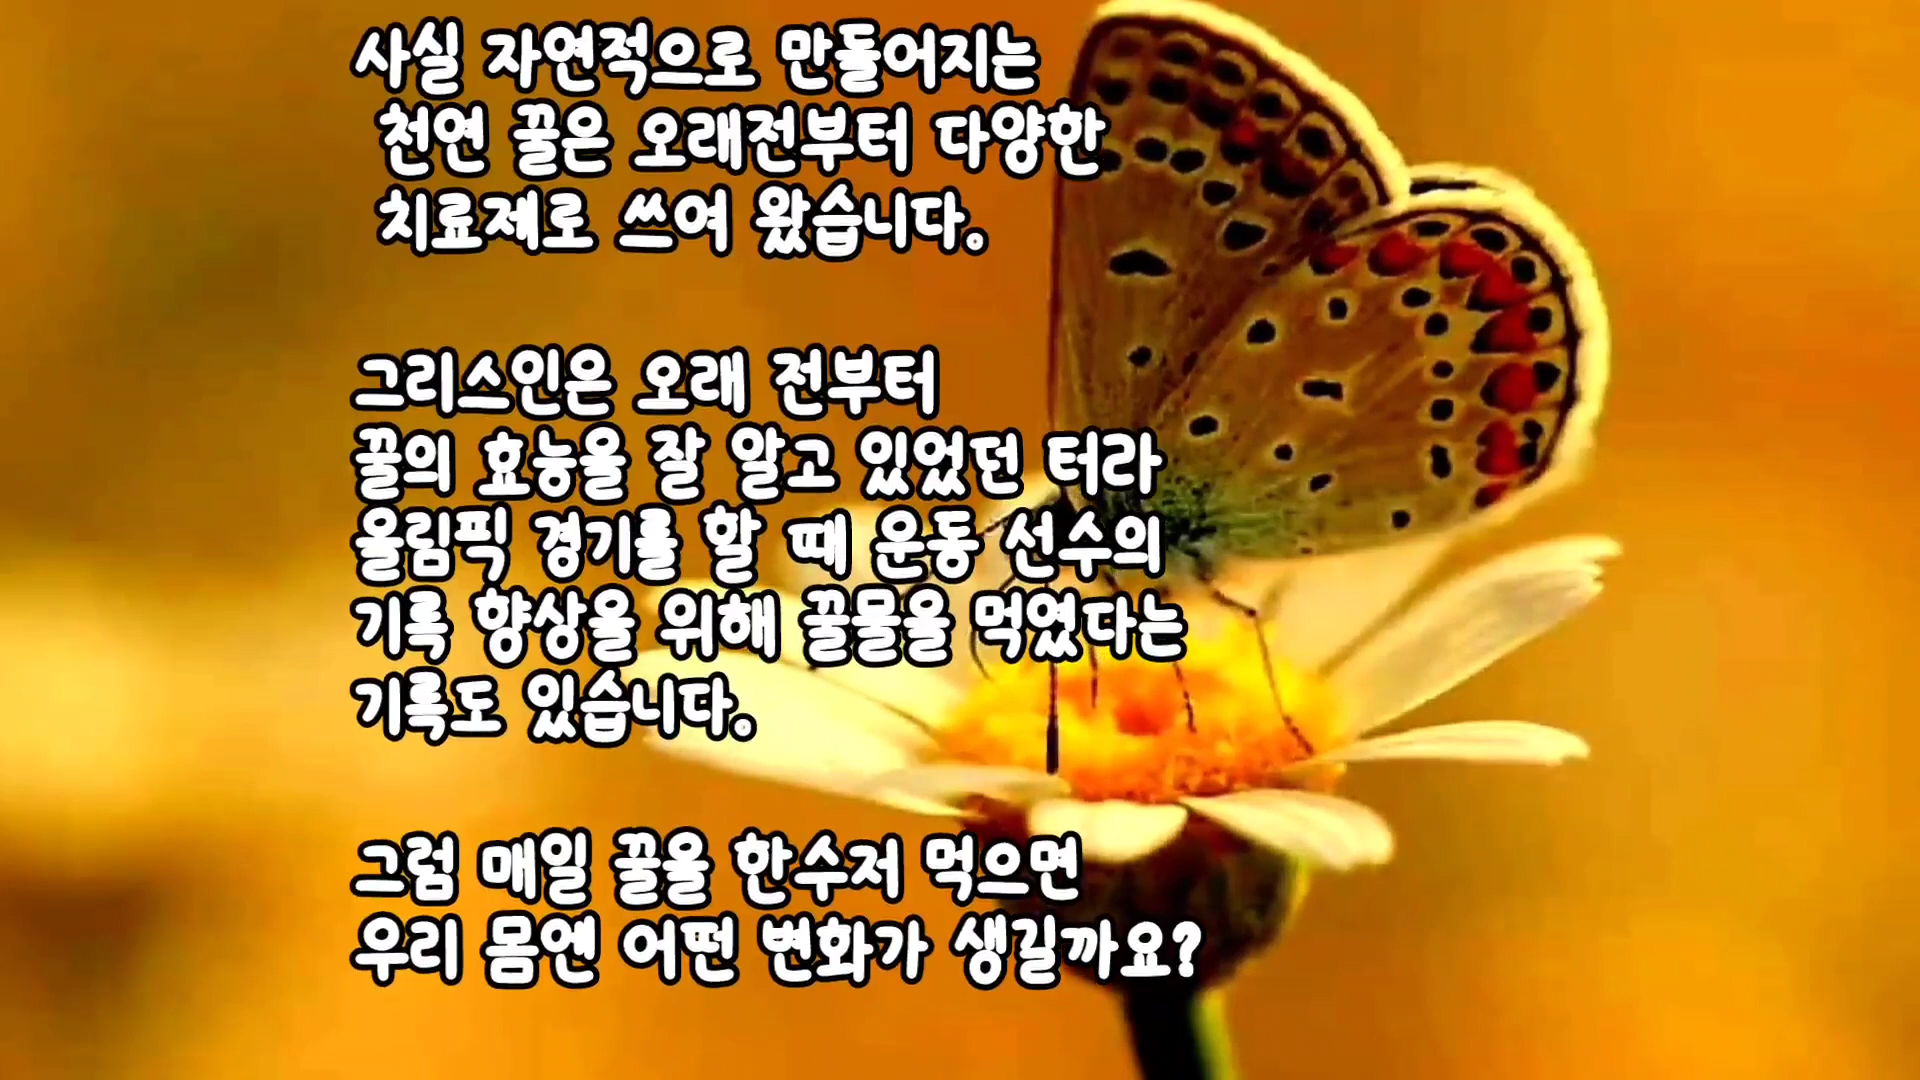 사실 자연적으로 만들어지는
천연 꿀은 오래전부터 다양한
치료제로 쓰여 왔습니다.
그리스인은 오래 전부터
꿀의 효능을 잘 알고 있었던 터라
올림픽 경기를 할 때 운동 선수의
기록 향상을 위해 꿀물을 먹였다는
기록도 있습니다.
그럼 매일 꿀을 한수저 먹으면
우리 몸엔 어떤 변화가 생길까요?